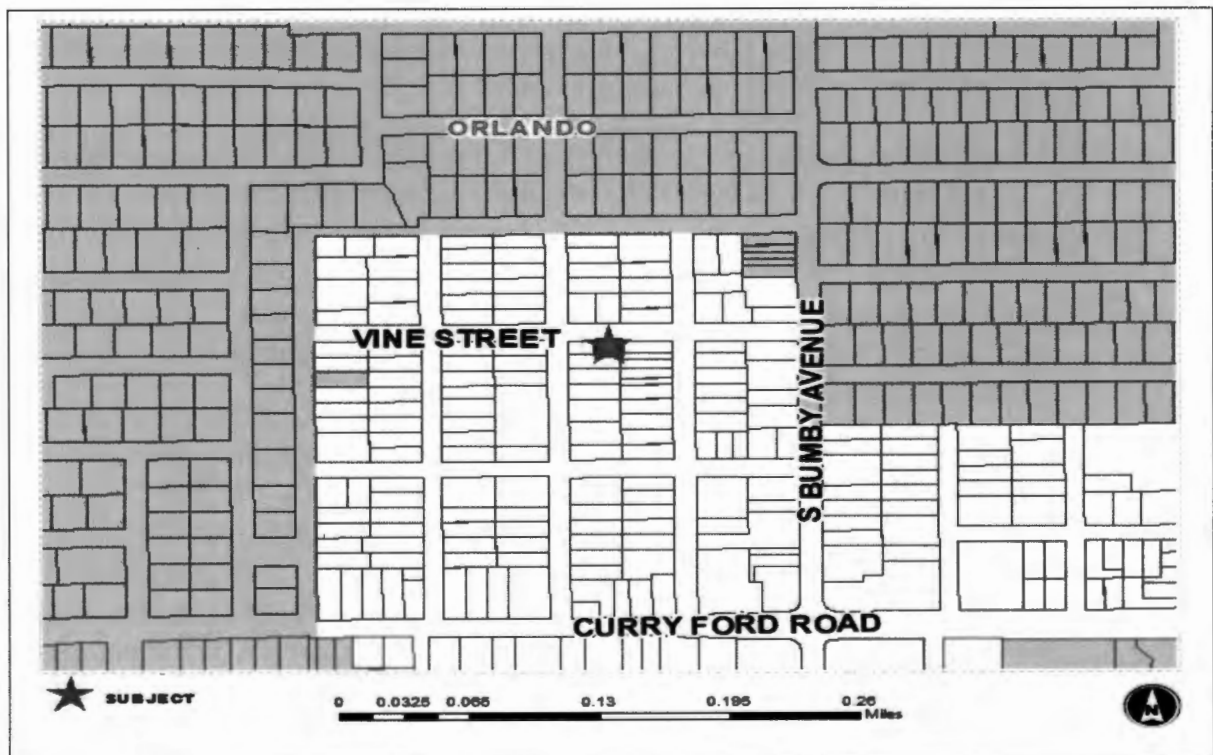 ORLANDO
VINE STREET
S BUMBY AVENUE
CURRY FORD ROAD
SUBJECT
0 0.0325 0.065 0.13 0.195 0.26
Miles
N